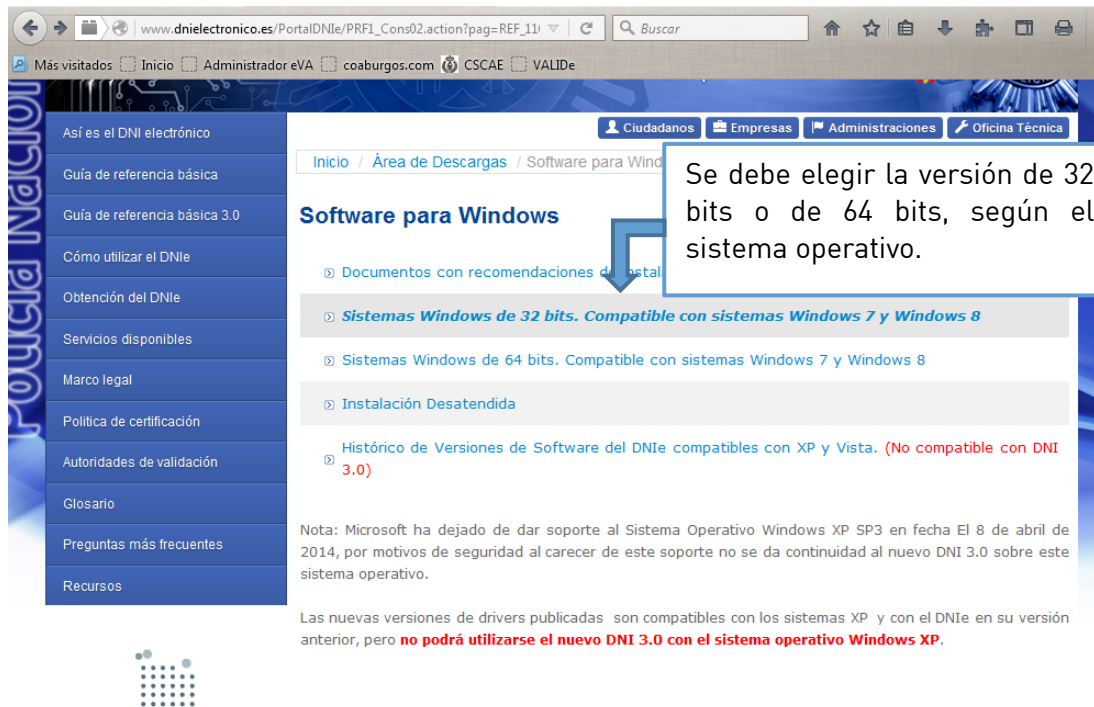 www.dnielectronico.es/PortalDNIe/PRF1_Cons02.action?pag=REF_11
Buscar
Más visitados Inicio Administrador eVA coaburgos.com CSCAE VALIDe
Policía Nacion
Así es el DNI electrónico
Guía de referencia básica
Guía de referencia básica 3.0
Cómo utilizar el DNIe
Obtención del DNIe
Servicios disponibles
Marco legal
Politica de certificación
Autoridades de validación
Glosario
Preguntas más frecuentes
Recursos
Ciudadanos Empresas Administraciones Oficina Técnica
Inicio / Área de Descargas / Software para Wind
Se debe elegir la versión de 32
bits o de 64 bits, según el
sistema operativo.
Software para Windows
Documentos con recomendaciones de instal
Sistemas Windows de 32 bits. Compatible con sistemas Windows 7 y Windows 8
Sistemas Windows de 64 bits. Compatible con sistemas Windows 7 y Windows 8
Instalación Desatendida
Histórico de Versiones de Software del DNIe compatibles con XP y Vista. (No compatible con DNI
3.0)
Nota: Microsoft ha dejado de dar soporte al Sistema Operativo Windows XP SP3 en fecha El 8 de abril de
2014, por motivos de seguridad al carecer de este soporte no se da continuidad al nuevo DNI 3.0 sobre este
sistema operativo.
Las nuevas versiones de drivers publicadas son compatibles con los sistemas XP y con el DNIe en su versión
anterior, pero no podrá utilizarse el nuevo DNI 3.0 con el sistema operativo Windows XP.